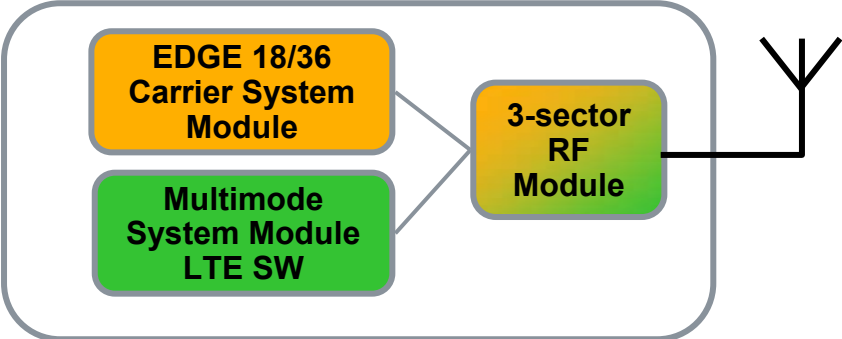 EDGE 18/36
Carrier System
Module
Multimode
System Module
LTE SW
3-sector
RF
Module